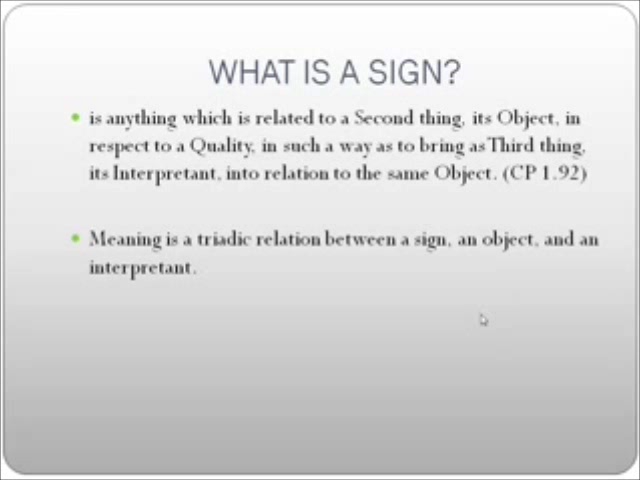 WHAT IS A SIGN?
is anything which is related to a Second thing, its Object, in
respect to a Quality, in such a way as to bring as Third thing,
its Interpretant, into relation to the same Object. (CP 1.92)
Meaning is a triadic relation between a sign, an object, and an
interpretant.